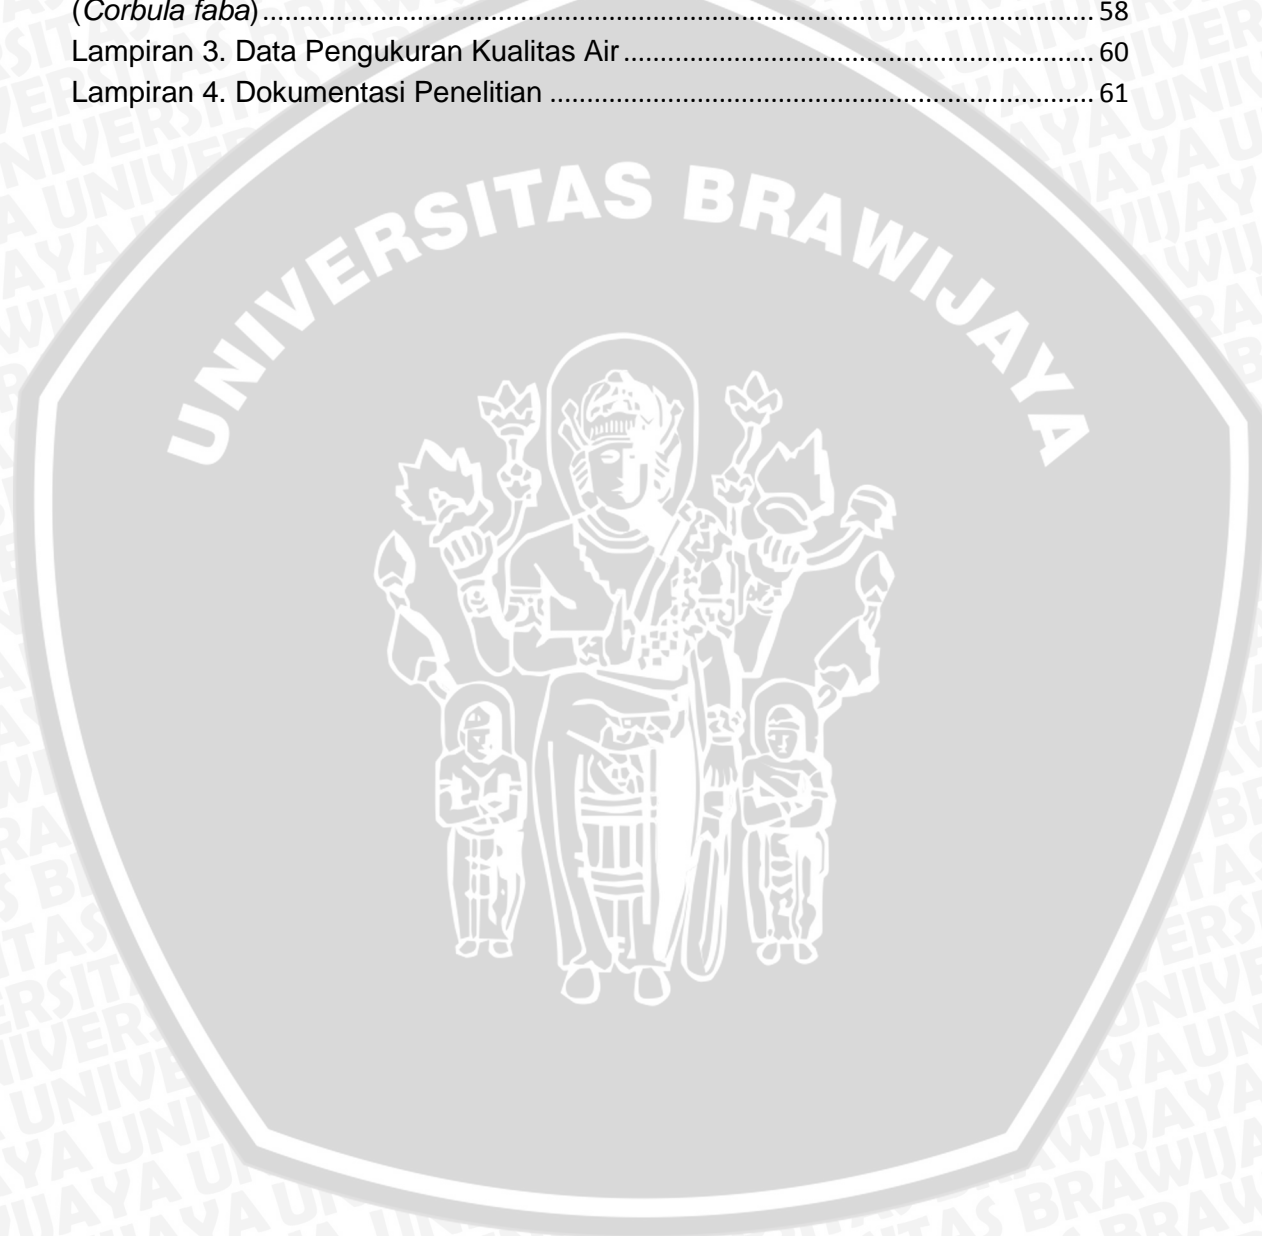 (Corbula faba)............................................................................................... 58
Lampiran 3. Data Pengukuran Kualitas Air..................................................... 60
Lampiran 4. Dokumentasi Penelitian .............................................................. 61
UNIVERSITAS BRAWIJAYA